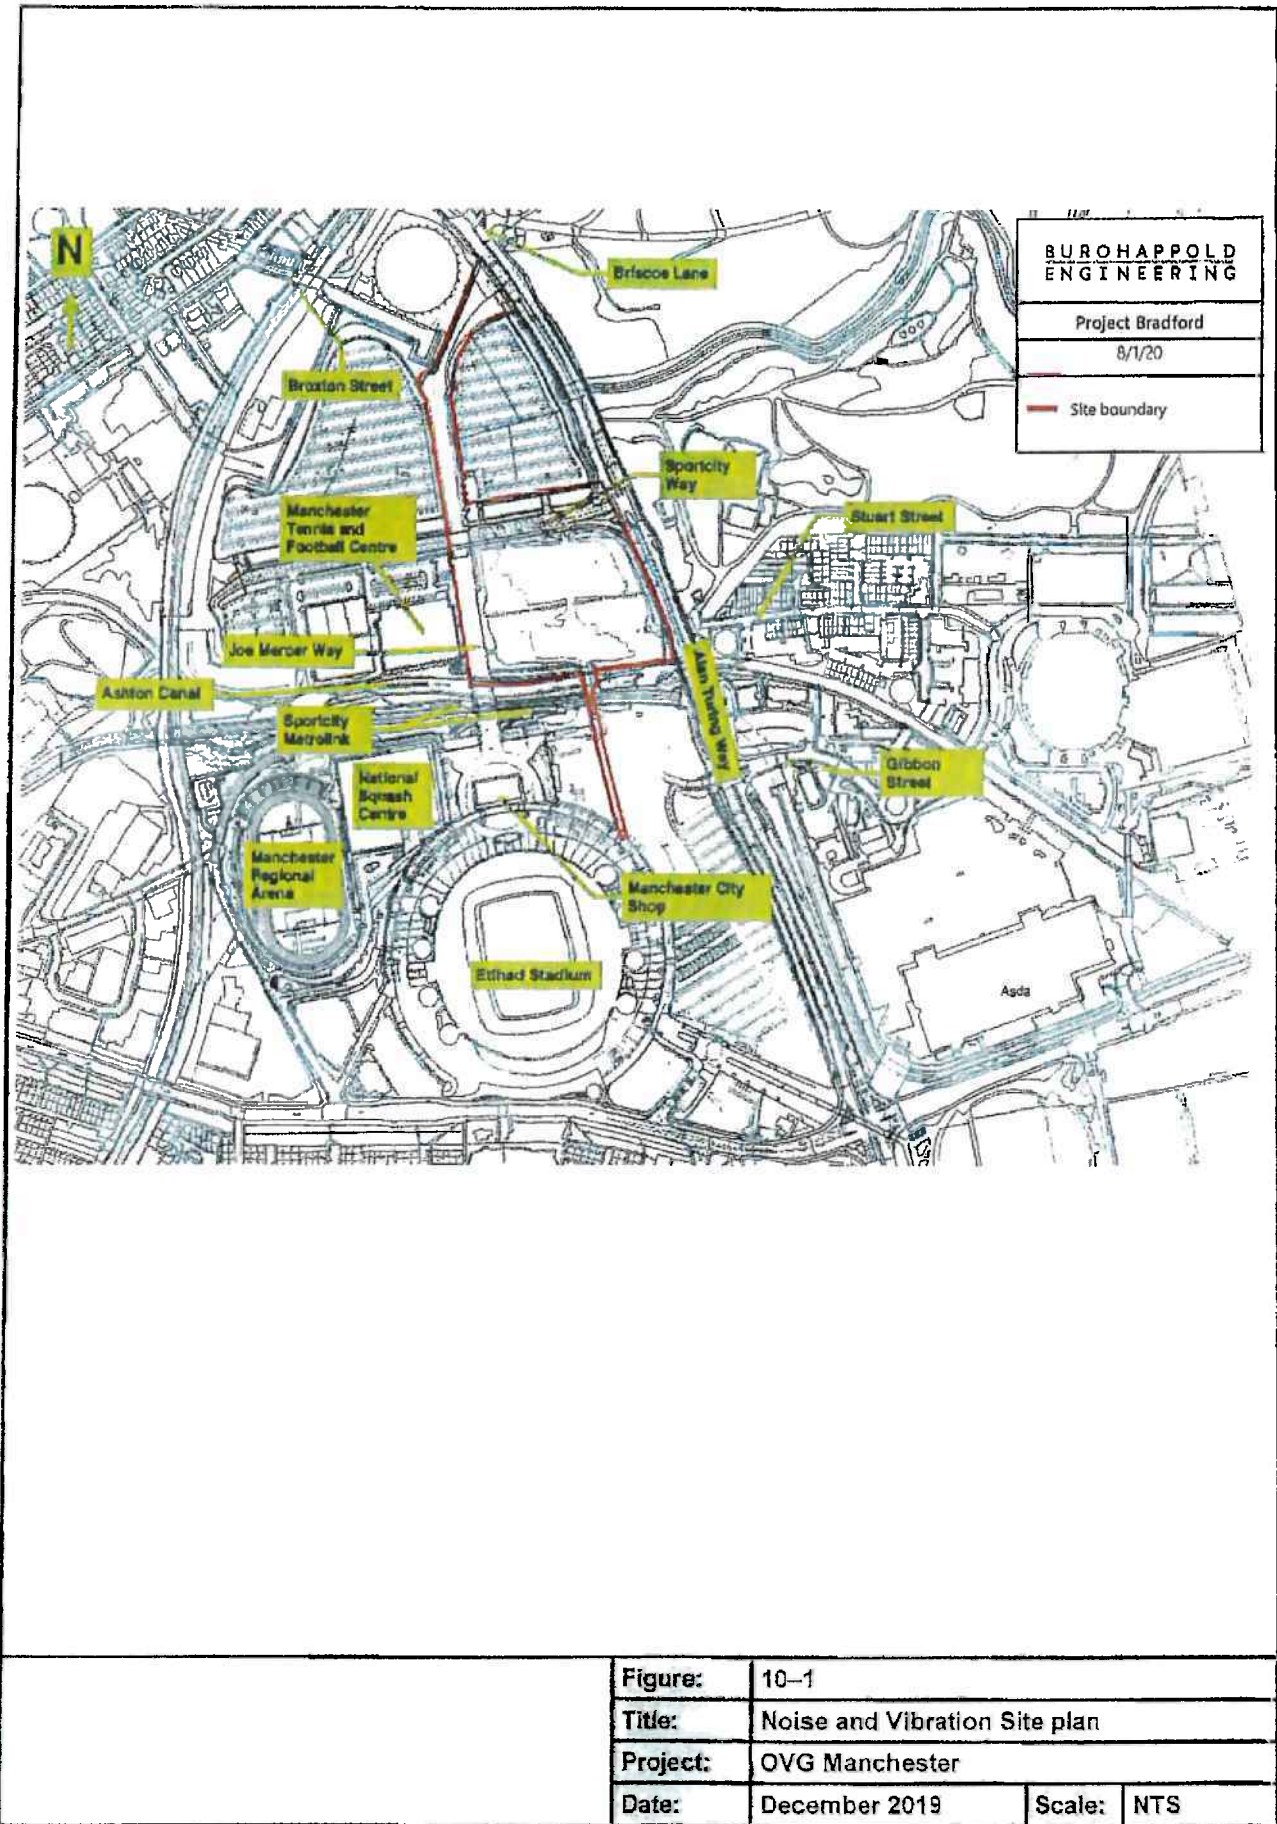 N
BUROHAPPOLD
ENGINEERING
Project Bradford
8/1/20
Site boundary
Briscoe Lane
Broxton Street
Sportcity
Way
Manchester
Tennis and
Football Centre
Stuart Street
Joe Mercer Way
Ashton Canal
Sportcity
Metrolink
Alan Turing Way
National
Squash
Centre
Gibbon
Street
Manchester
Regional
Arena
Manchester City
Shop
Etihad Stadium
Asda
Figure: 10–1
Title: Noise and Vibration Site plan
Project: OVG Manchester
Date: December 2019 Scale: NTS